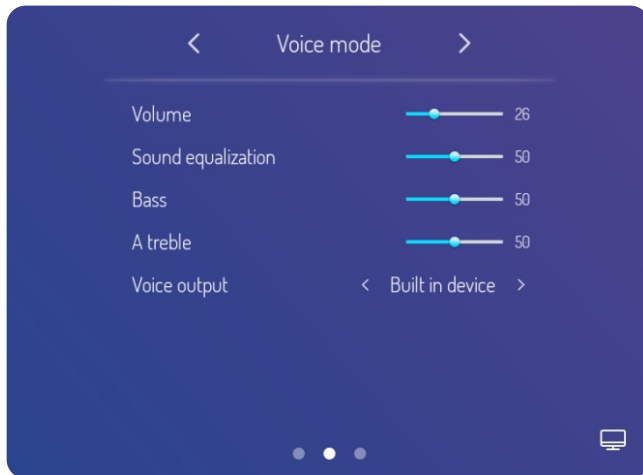 Voice mode
Volume 26
Sound equalization 50
Bass 50
A treble 50
Voice output < Built in device >